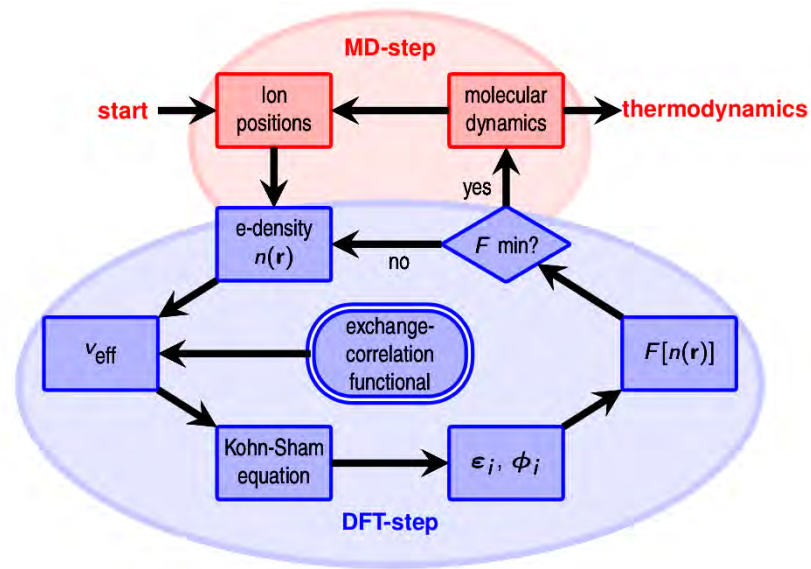 MD-step
start
Ion
positions
molecular
dynamics
thermodynamics
yes
e-density
n(r)
no
F min?
v_eff
exchange-
correlation
functional
F[n(r)]
Kohn-Sham
equation
ε_i, ϕ_i
DFT-step